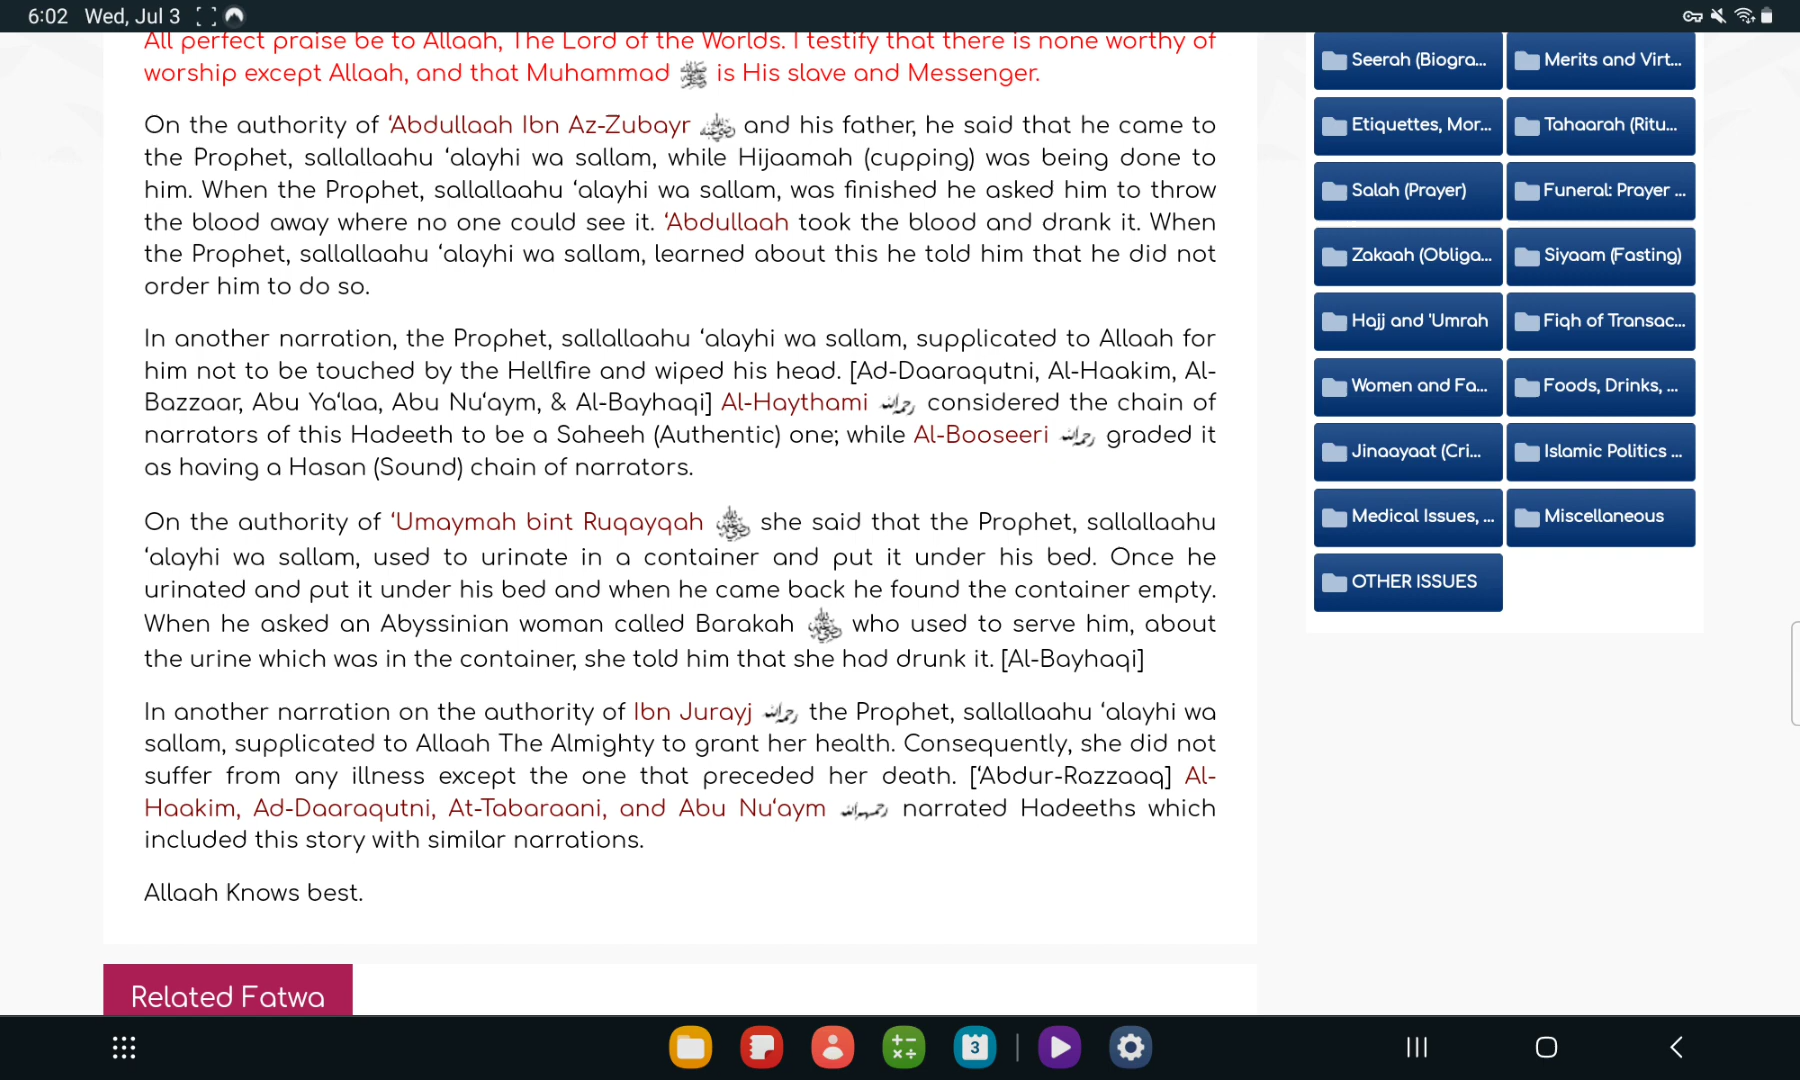 6:02 Wed, Jul 3
All perfect praise be to Allaah, The Lord of the Worlds. I testify that there is none worthy of
worship except Allaah, and that Muhammad ﷺ is His slave and Messenger.
On the authority of ‘Abdullaah Ibn Az-Zubayr and his father, he said that he came to
the Prophet, sallallaahu ‘alayhi wa sallam, while Hijaamah (cupping) was being done to
him. When the Prophet, sallallaahu ‘alayhi wa sallam, was finished he asked him to throw
the blood away where no one could see it. ‘Abdullaah took the blood and drank it. When
the Prophet, sallallaahu ‘alayhi wa sallam, learned about this he told him that he did not
order him to do so.
In another narration, the Prophet, sallallaahu ‘alayhi wa sallam, supplicated to Allaah for
him not to be touched by the Hellfire and wiped his head. [Ad-Daaraqutni, Al-Haakim, Al-
Bazzaar, Abu Ya‘laa, Abu Nu‘aym, & Al-Bayhaqi] Al-Haythami رحمه الله considered the chain of
narrators of this Hadeeth to be a Saheeh (Authentic) one; while Al-Booseeri رحمه الله graded it
as having a Hasan (Sound) chain of narrators.
On the authority of ‘Umaymah bint Ruqayqah she said that the Prophet, sallallaahu
‘alayhi wa sallam, used to urinate in a container and put it under his bed. Once he
urinated and put it under his bed and when he came back he found the container empty.
When he asked an Abyssinian woman called Barakah who used to serve him, about
the urine which was in the container, she told him that she had drunk it. [Al-Bayhaqi]
In another narration on the authority of Ibn Jurayj رحمه الله the Prophet, sallallaahu ‘alayhi wa
sallam, supplicated to Allaah The Almighty to grant her health. Consequently, she did not
suffer from any illness except the one that preceded her death. [‘Abdur-Razzaaq] Al-
Haakim, Ad-Daaraqutni, At-Tabaraani, and Abu Nu‘aym رحمهم الله narrated Hadeeths which
included this story with similar narrations.
Allaah Knows best.
Related Fatwa
Seerah (Biogra...
Merits and Virt...
Etiquettes, Mor...
Tahaarah (Ritu...
Salah (Prayer)
Funeral: Prayer ...
Zakaah (Obliga...
Siyaam (Fasting)
Hajj and 'Umrah
Fiqh of Transac...
Women and Fa...
Foods, Drinks, ...
Jinaayaat (Cri...
Islamic Politics ...
Medical Issues, ...
Miscellaneous
OTHER ISSUES
3